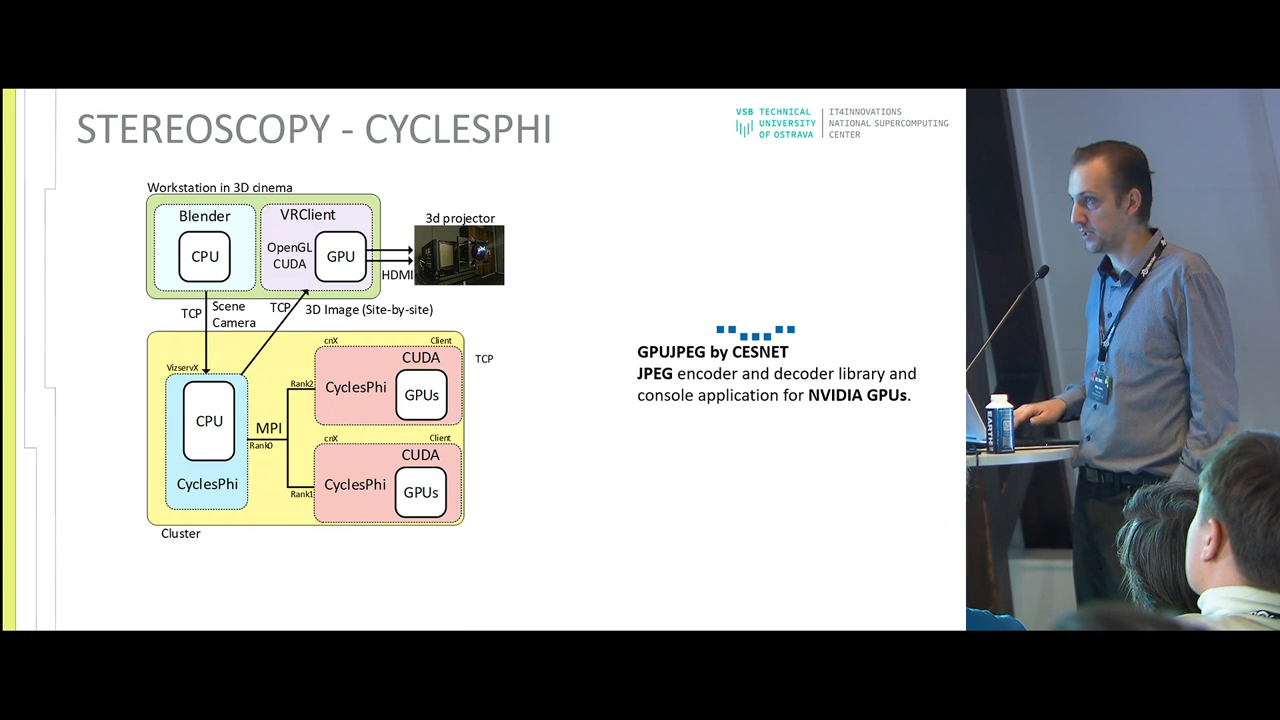 STEREOSCOPY - CYCLESPHI
VSB TECHNICAL
UNIVERSITY
OF OSTRAVA
IT4INNOVATIONS
NATIONAL SUPERCOMPUTING
CENTER
Workstation in 3D cinema
Blender
CPU
VRClient
OpenGL
CUDA
GPU
3d projector
HDMI
TCP
Scene
Camera
TCP
3D Image (Site-by-site)
VizservX
CPU
CyclesPhi
MPI
Rank0
Rank2
Rank1
cnX
Client
CUDA
CyclesPhi
GPUs
TCP
cnX
Client
CUDA
CyclesPhi
GPUs
Cluster
GPUJPEG by CESNET
JPEG encoder and decoder library and
console application for NVIDIA GPUs.
EARTH